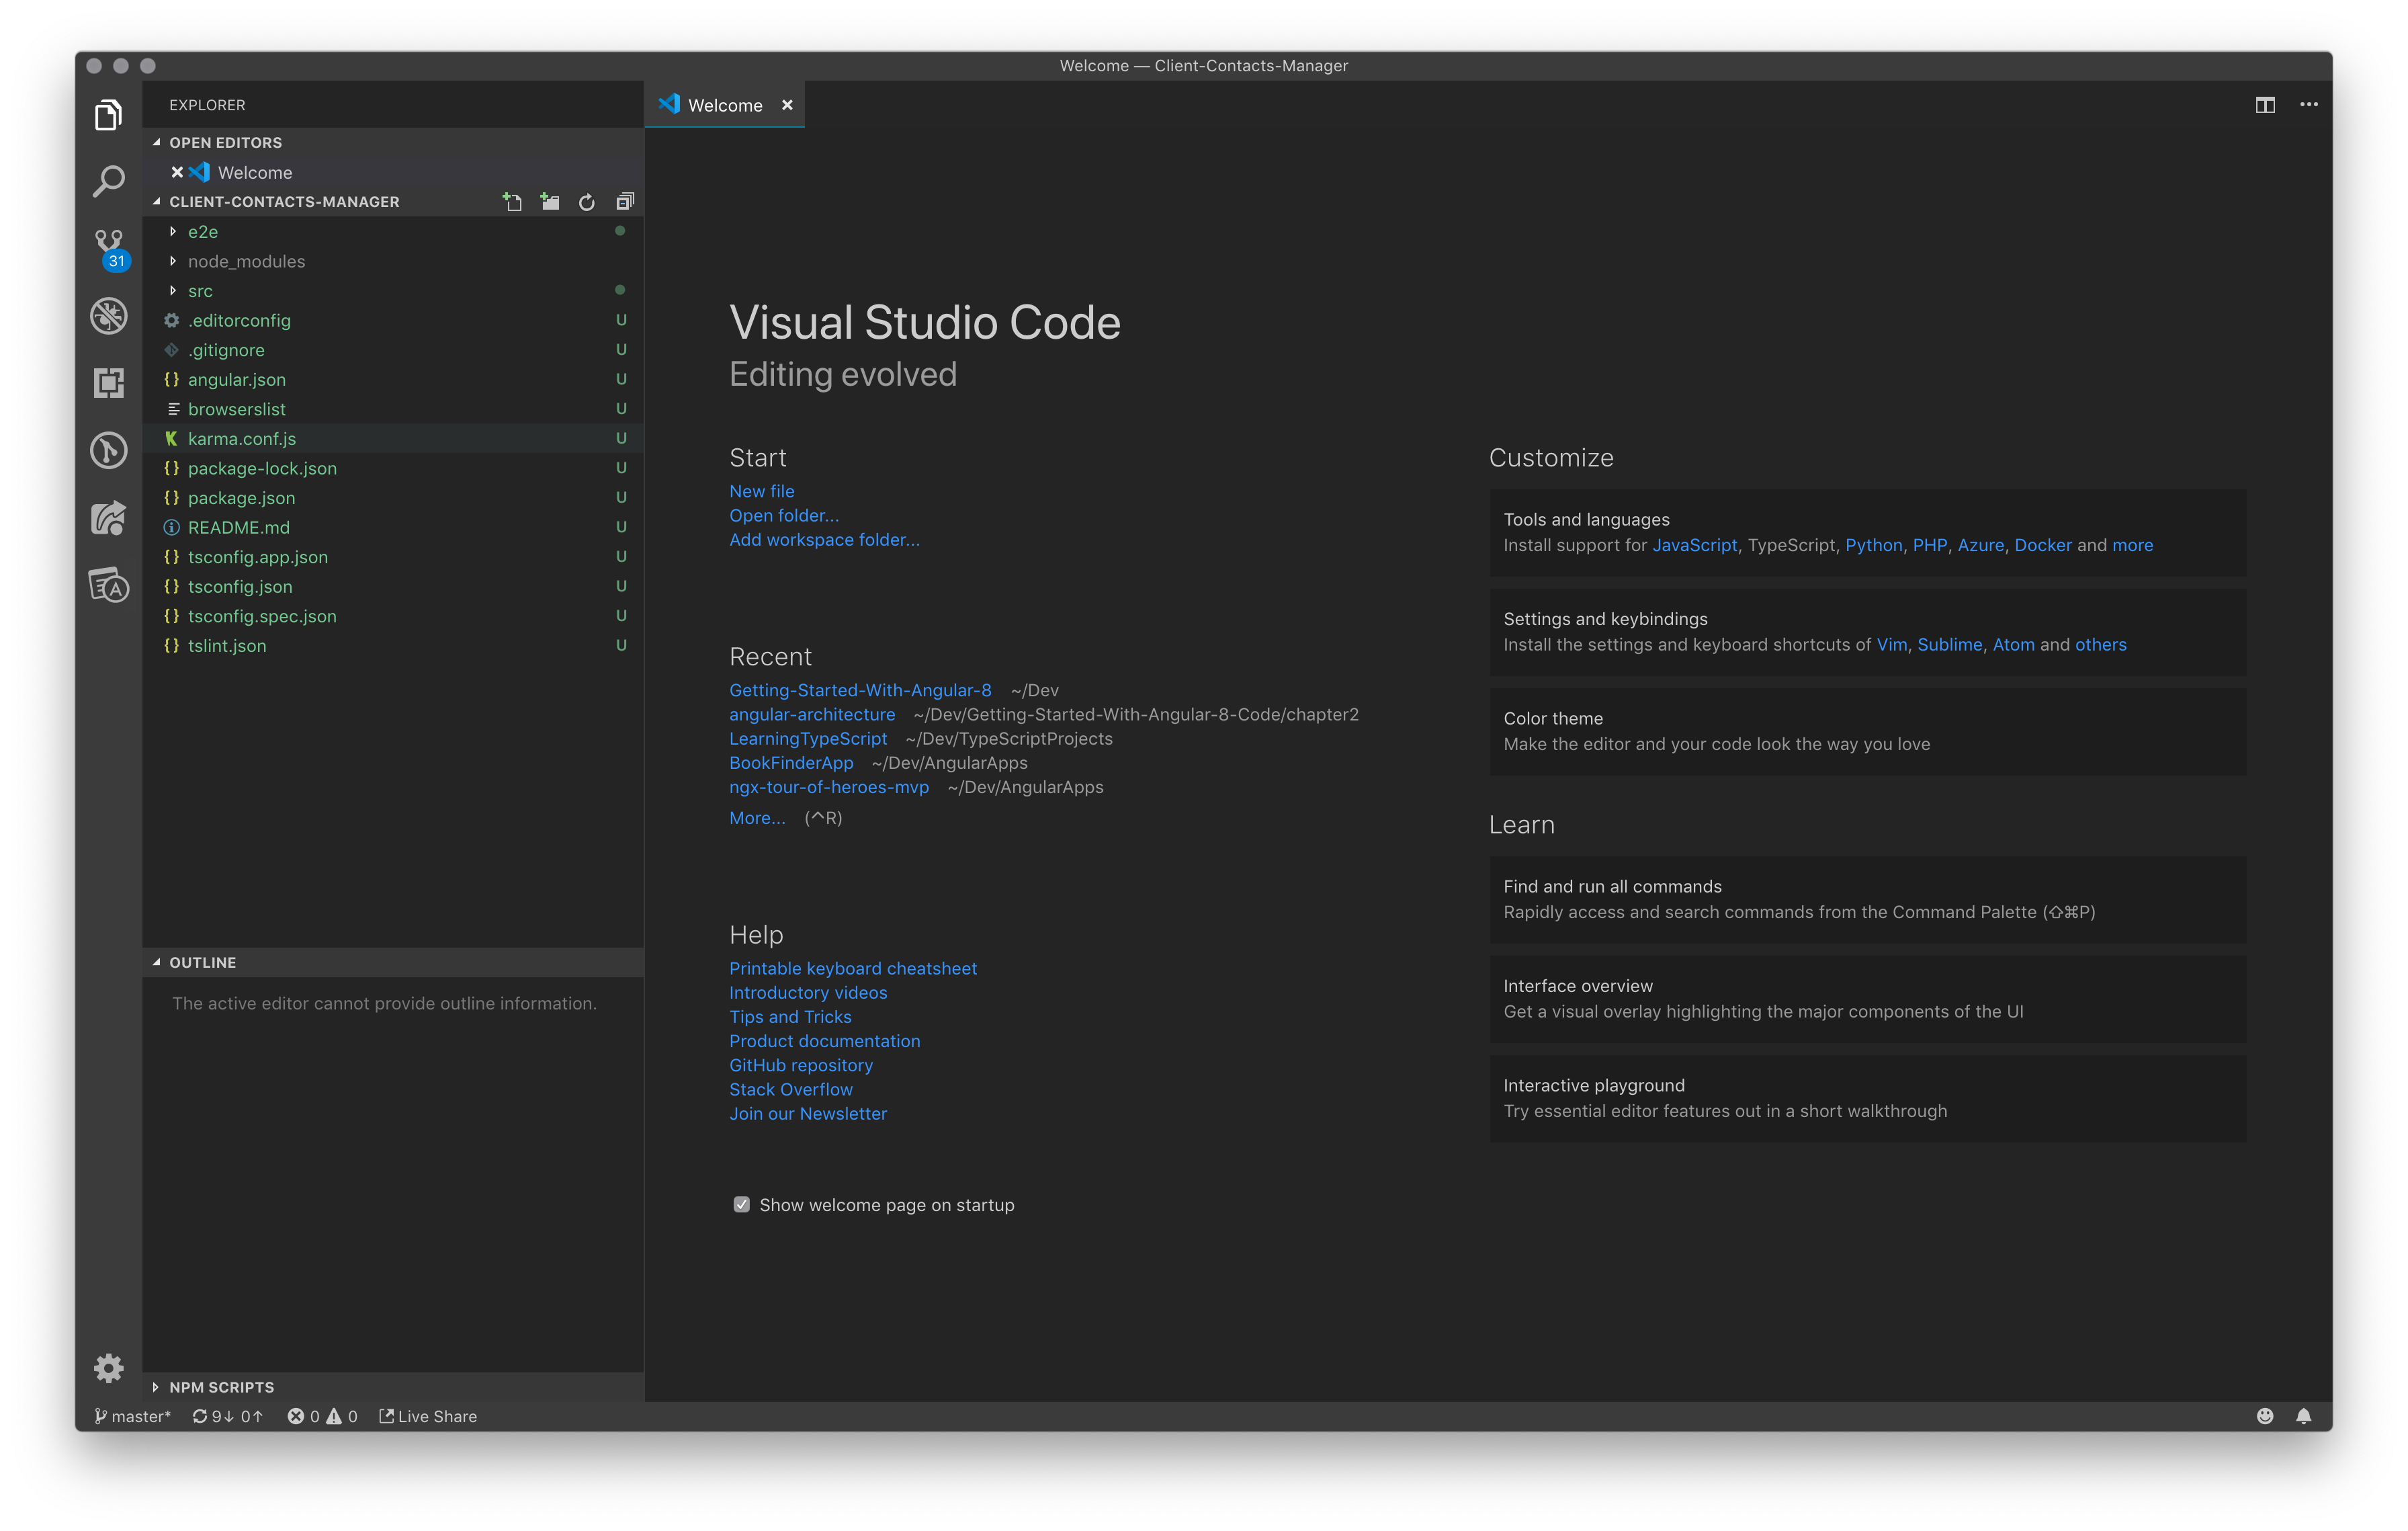 Welcome — Client-Contacts-Manager
EXPLORER
OPEN EDITORS
Welcome
CLIENT-CONTACTS-MANAGER
e2e
node_modules
src
.editorconfig U
.gitignore U
angular.json U
browserslist U
karma.conf.js U
package-lock.json U
package.json U
README.md U
tsconfig.app.json U
tsconfig.json U
tsconfig.spec.json U
tslint.json U
31
OUTLINE
The active editor cannot provide outline information.
NPM SCRIPTS
Welcome
Visual Studio Code
Editing evolved
Start
New file
Open folder...
Add workspace folder...
Recent
Getting-Started-With-Angular-8 ~/Dev
angular-architecture ~/Dev/Getting-Started-With-Angular-8-Code/chapter2
LearningTypeScript ~/Dev/TypeScriptProjects
BookFinderApp ~/Dev/AngularApps
ngx-tour-of-heroes-mvp ~/Dev/AngularApps
More... (^R)
Help
Printable keyboard cheatsheet
Introductory videos
Tips and Tricks
Product documentation
GitHub repository
Stack Overflow
Join our Newsletter
Show welcome page on startup
Customize
Tools and languages
Install support for JavaScript, TypeScript, Python, PHP, Azure, Docker and more
Settings and keybindings
Install the settings and keyboard shortcuts of Vim, Sublime, Atom and others
Color theme
Make the editor and your code look the way you love
Learn
Find and run all commands
Rapidly access and search commands from the Command Palette (⇧⌘P)
Interface overview
Get a visual overlay highlighting the major components of the UI
Interactive playground
Try essential editor features out in a short walkthrough
master* 9↓ 0↑ 0 0 Live Share